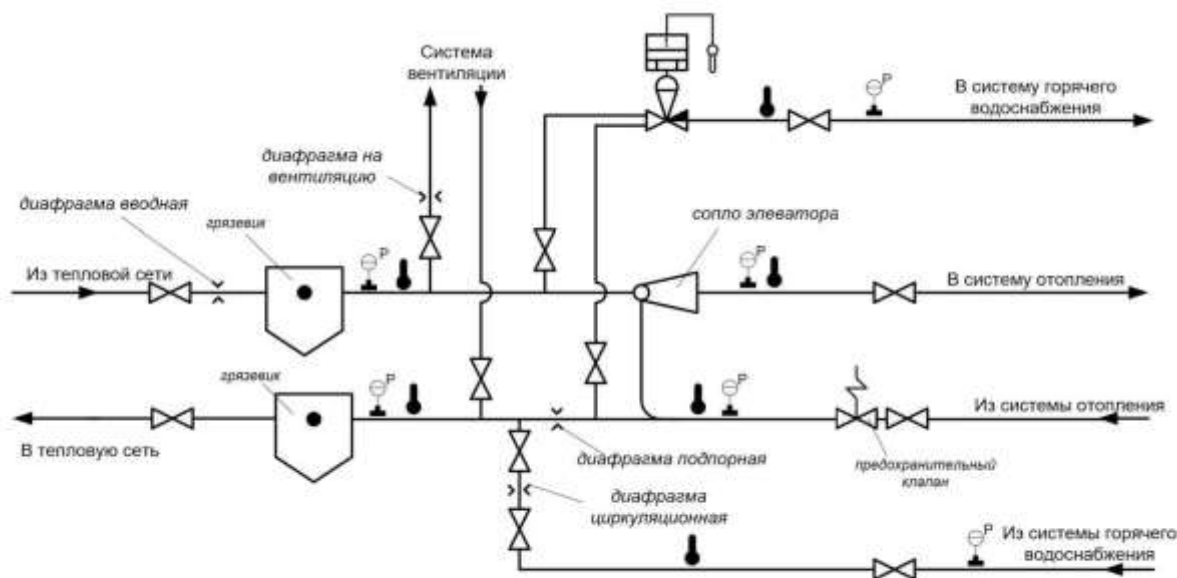 Система
вентиляции
P
В систему горячего
водоснабжения
диафрагма на
вентиляцию
диафрагма вводная
грязевик
сопло элеватора
P
P
Из тепловой сети
В систему отопления
грязевик
P
P
Из системы отопления
В тепловую сеть
диафрагма подпорная
предохранительный
клапан
диафрагма
циркуляционная
P
Из системы горячего
водоснабжения